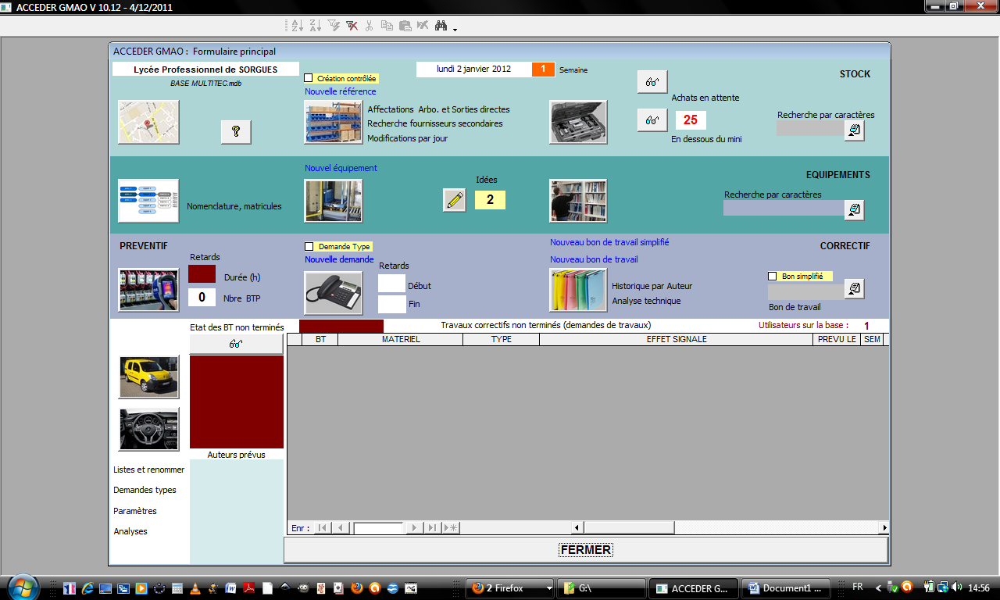 ACCEDER GMAO V 10.12 - 4/12/2011
ACCEDER GMAO : Formulaire principal
Lycée Professionnel de SORGUES
BASE MULTITEC.mdb
?
Création contrôlée
Nouvelle référence
lundi 2 janvier 2012
1
Semaine
Affectations Arbo. et Sorties directes
Recherche fournisseurs secondaires
Modifications par jour
Achats en attente
25
En dessous du mini
STOCK
Recherche par caractères
Nomenclature, matricules
Nouvel équipement
Idées
2
EQUIPEMENTS
Recherche par caractères
PREVENTIF
Retards
Durée (h)
0
Nbre BTP
Demande Type
Nouvelle demande
Retards
Début
Fin
Nouveau bon de travail simplifié
Nouveau bon de travail
Historique par Auteur
Analyse technique
CORRECTIF
Bon simplifié
Bon de travail
Etat des BT non terminés
Travaux correctifs non terminés (demandes de travaux)
Utilisateurs sur la base : 1
BT MATERIEL TYPE EFFET SIGNALE PREVU LE SEM
Auteurs prévus
Listes et renommer
Demandes types
Paramètres
Analyses
Enr :
FERMER
2 Firefox
G:\
ACCEDER G...
Document1 ...
FR
14:56